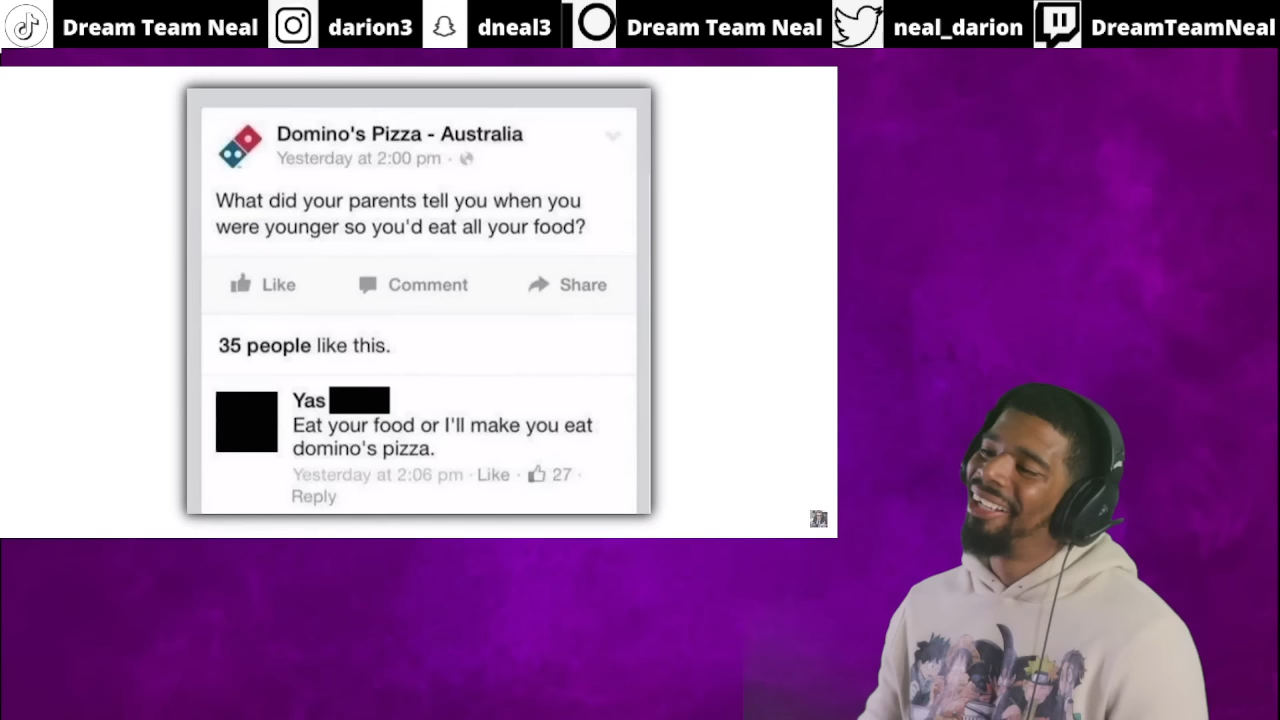 Dream Team Neal darion3 dneal3 Dream Team Neal neal_darion DreamTeamNeal
Domino's Pizza - Australia
Yesterday at 2:00 pm ·
What did your parents tell you when you
were younger so you'd eat all your food?
Like Comment Share
35 people like this.
Yas
Eat your food or I'll make you eat
domino's pizza.
Yesterday at 2:06 pm · Like · 27 ·
Reply